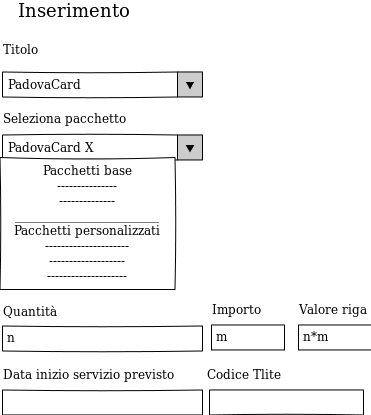 Inserimento
Titolo
PadovaCard
Seleziona pacchetto
PadovaCard X
Pacchetti base
---------------
--------------
Pacchetti personalizzati
---------------------
-------------------
--------------------
Quantità Importo Valore riga
n m n*m
Data inizio servizio previsto Codice Tlite